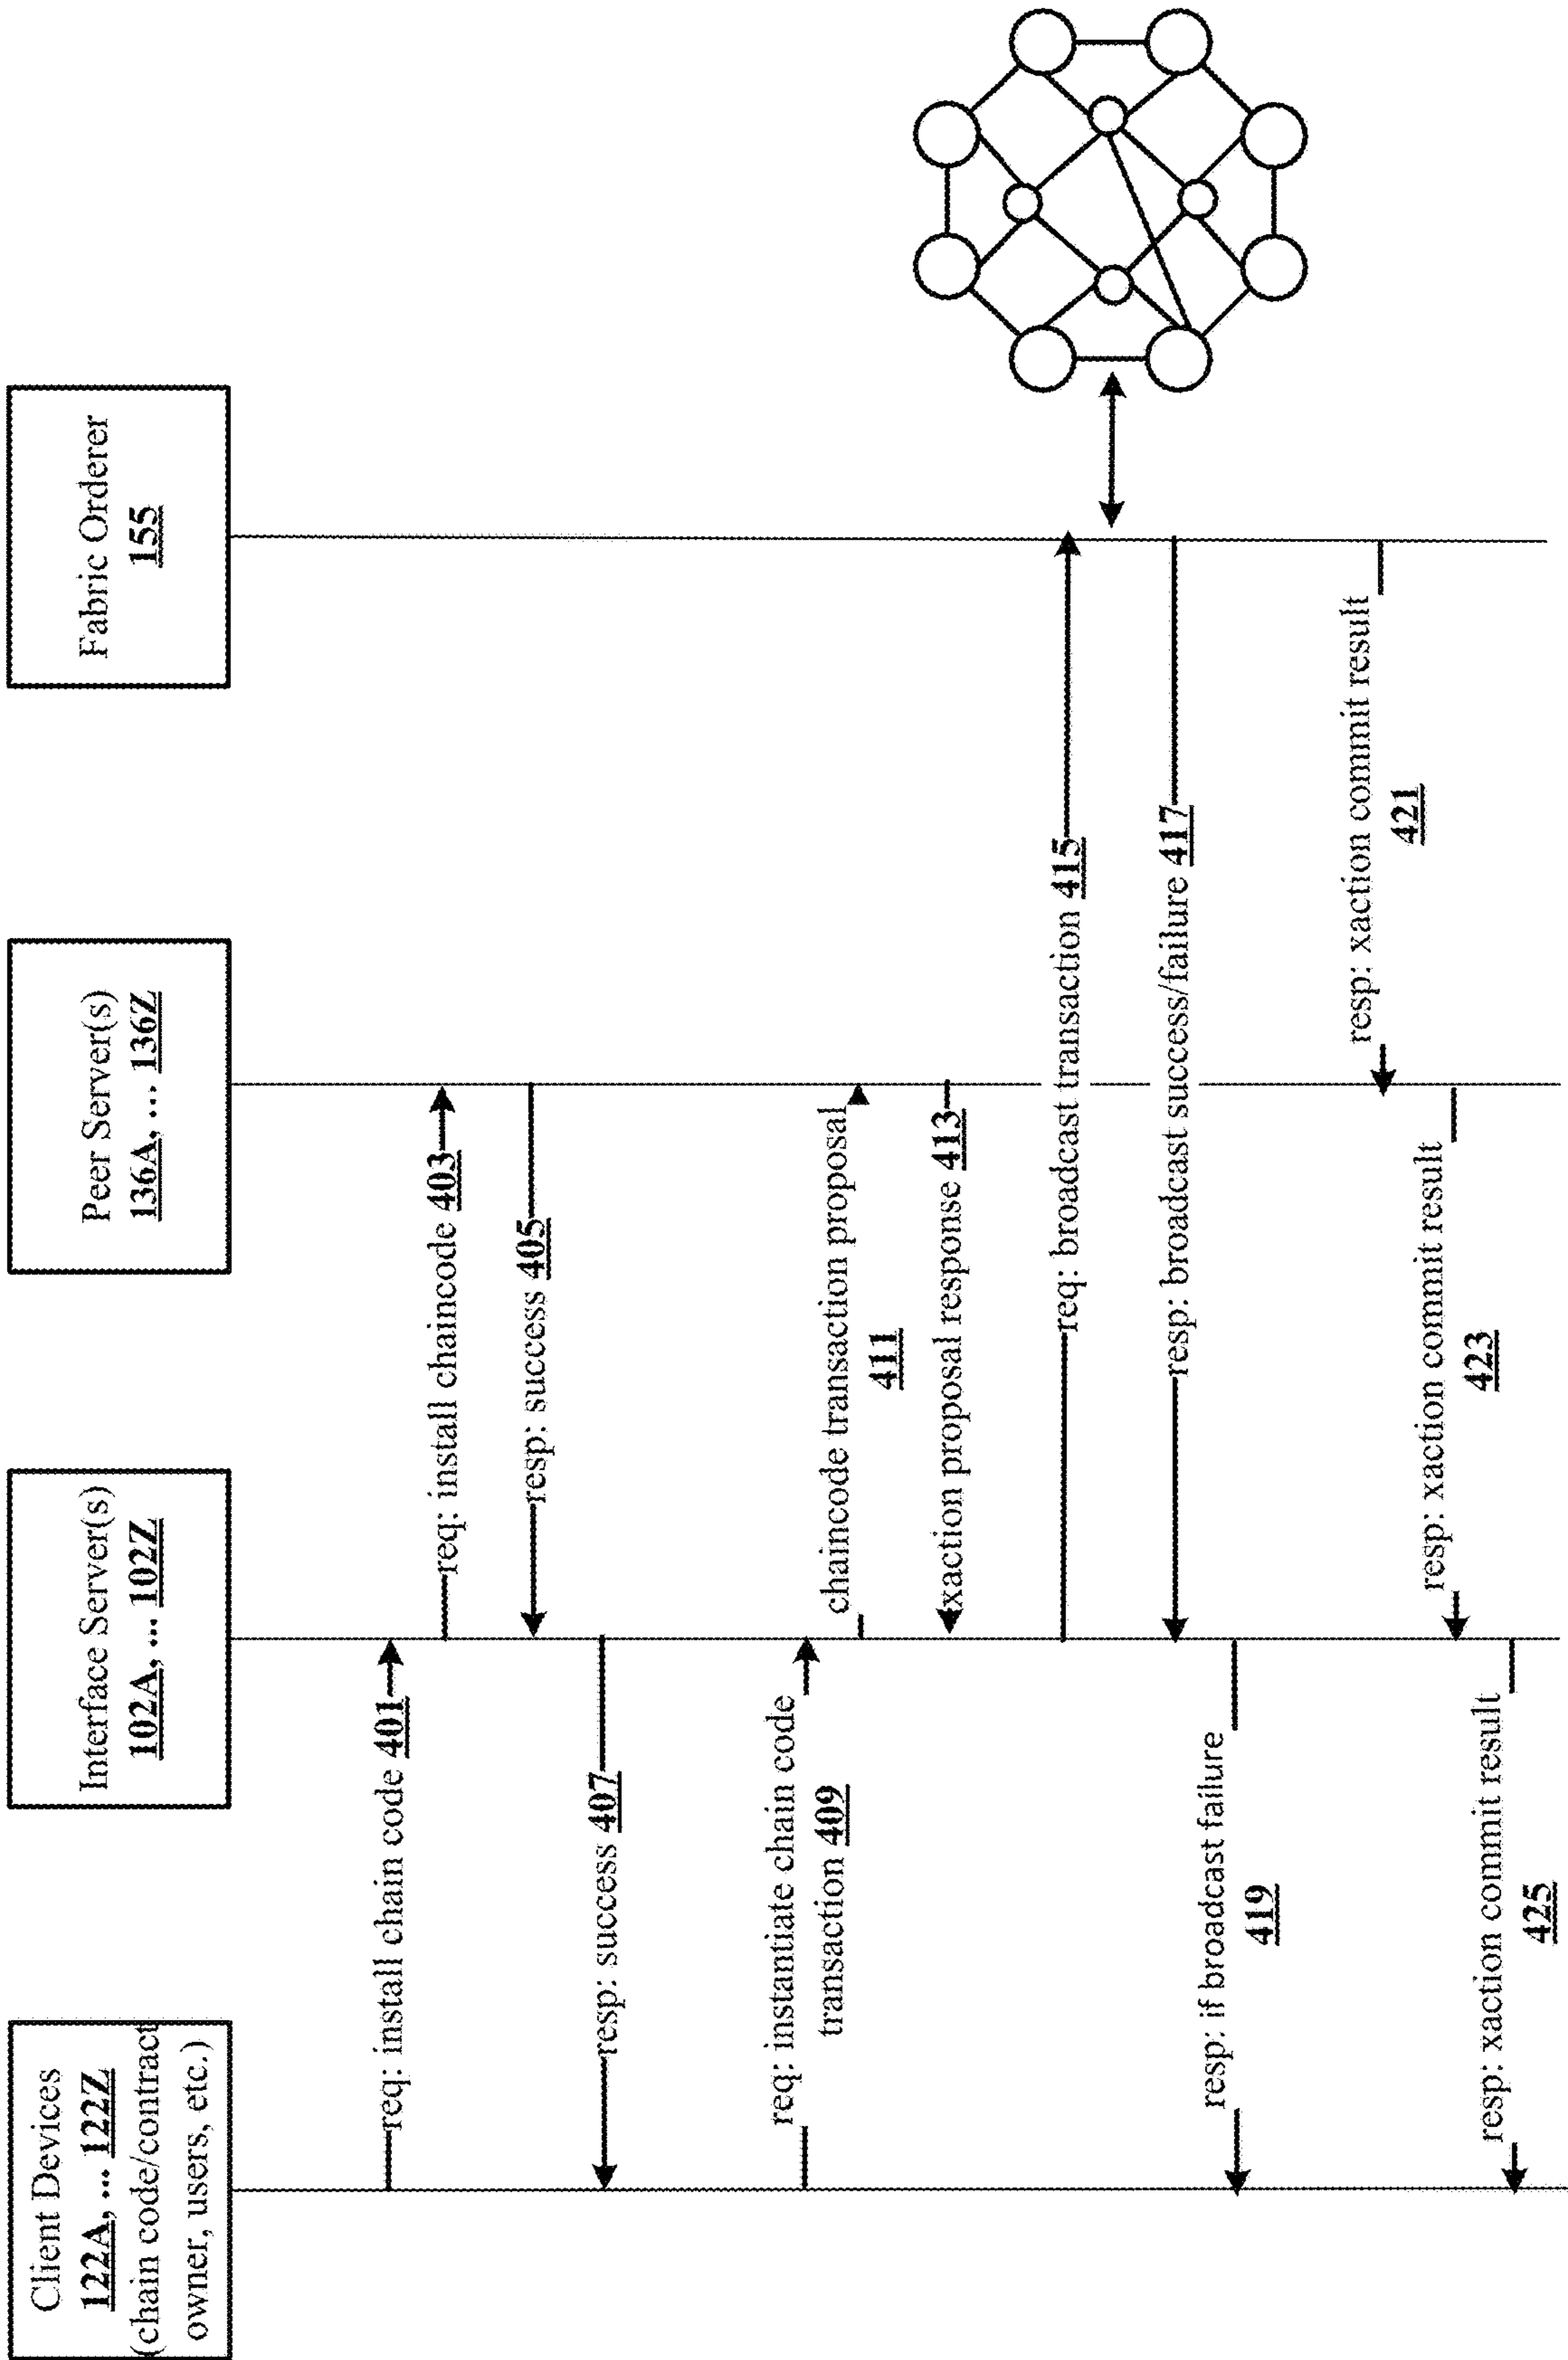 Client Devices
122A, ... 122Z
(chain code/contract
owner, users, etc.)
Interface Server(s)
102A, ... 102Z
Peer Server(s)
136A, ... 136Z
Fabric Orderer
155
req: install chain code 401
req: install chaincode 403
resp: success 405
resp: success 407
req: instantiate chain code
transaction 409
chaincode transaction proposal
411
xaction proposal response 413
req: broadcast transaction 415
resp: broadcast success/failure 417
resp: if broadcast failure
419
resp: xaction commit result
421
resp: xaction commit result
423
resp: xaction commit result
425